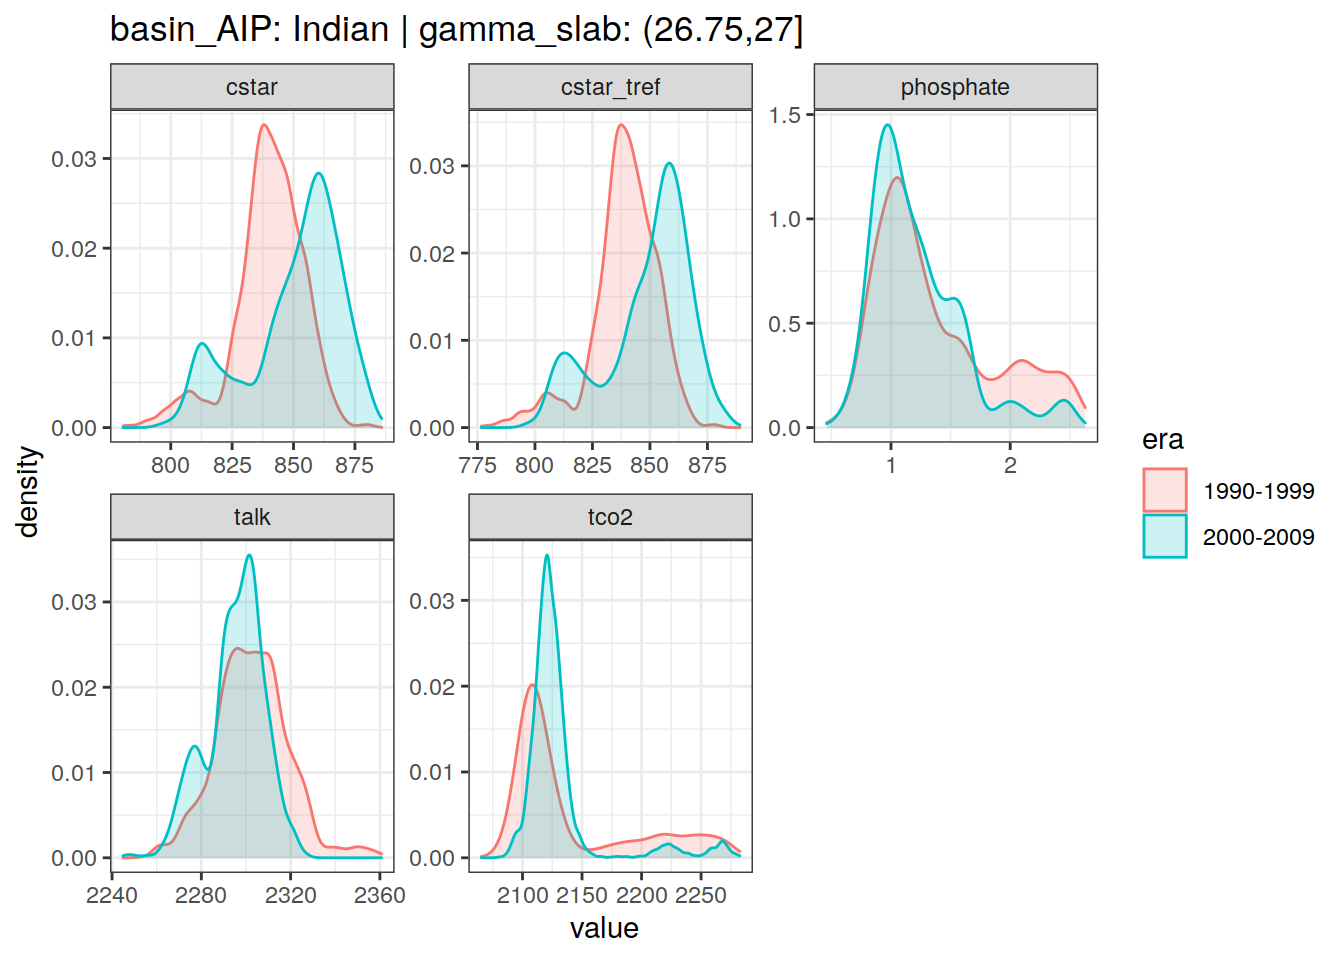 basin_AIP: Indian | gamma_slab: (26.75,27]
cstar
cstar_tref
phosphate
0.03
0.02
0.01
0.00
800 825 850 875
0.03
0.02
0.01
0.00
775 800 825 850 875
1.5
1.0
0.5
0.0
1 2
density
talk
tco2
0.03
0.02
0.01
0.00
2240 2280 2320 2360
0.03
0.02
0.01
0.00
2100 2150 2200 2250
value
era
1990-1999
2000-2009